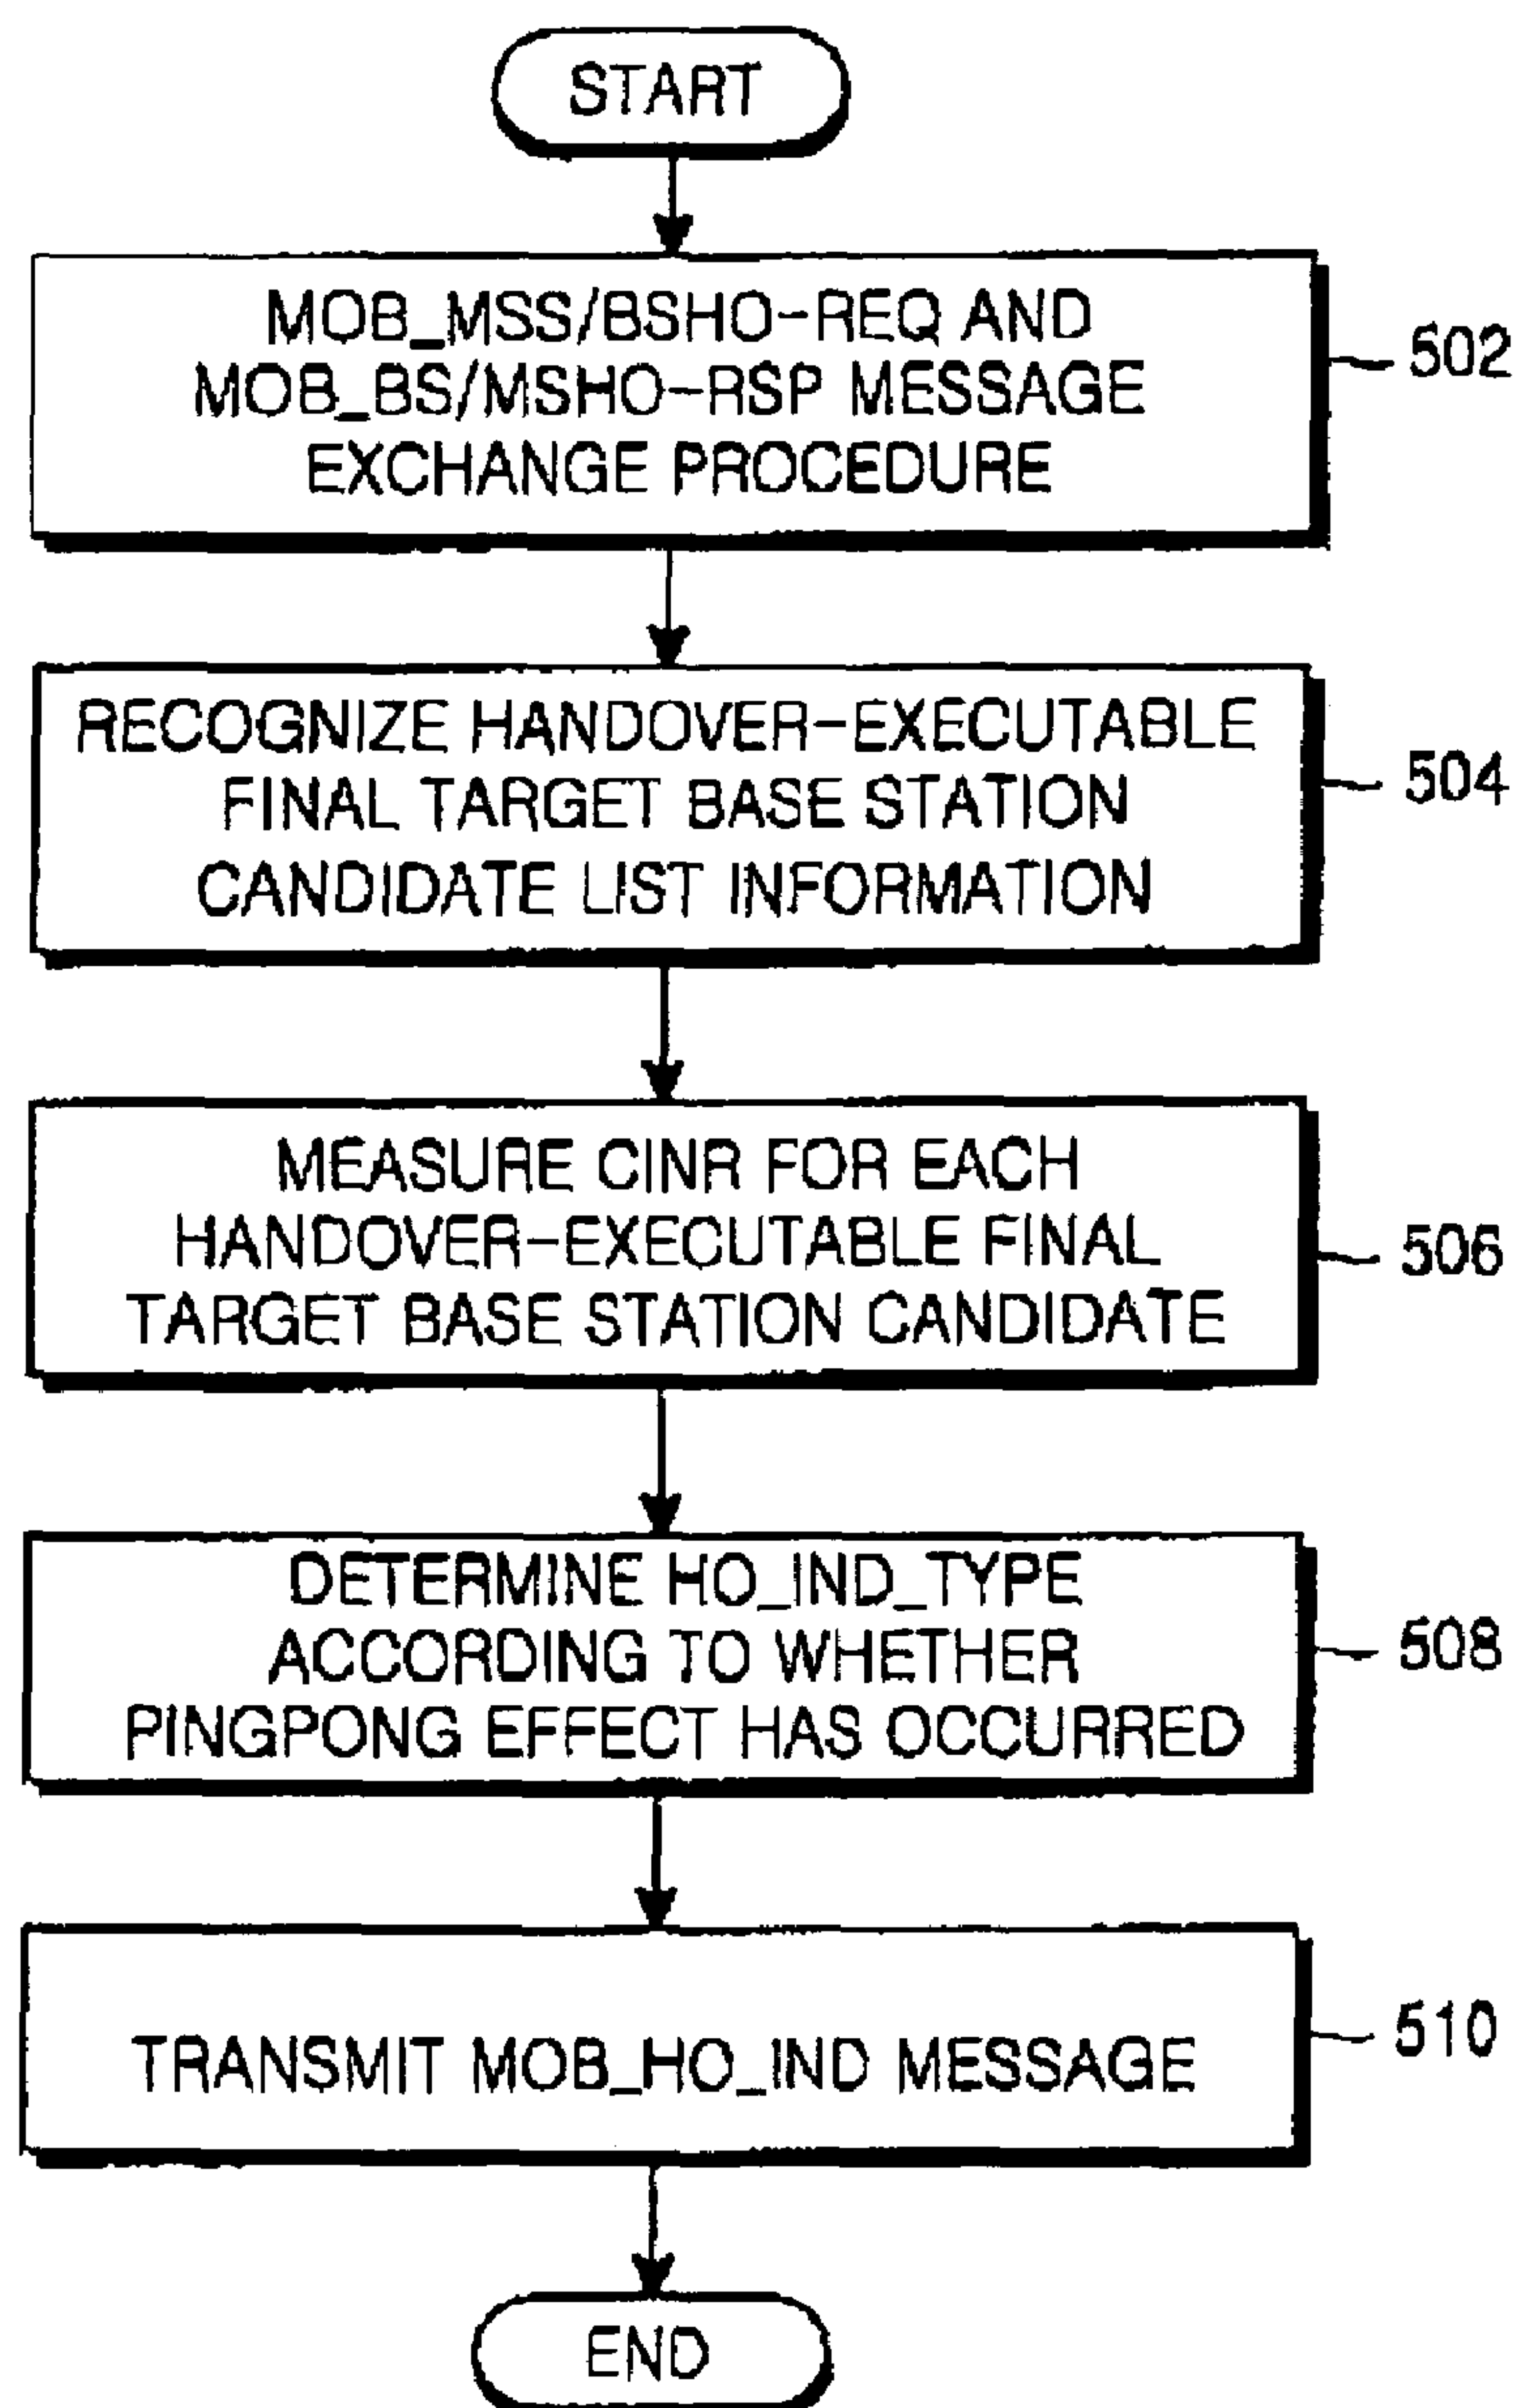 START
MOB_MSS/BSHO-REQ AND
MOB_BS/MSHO-RSP MESSAGE
EXCHANGE PROCEDURE
502
RECOGNIZE HANDOVER-EXECUTABLE
FINAL TARGET BASE STATION
CANDIDATE LIST INFORMATION
504
MEASURE CINR FOR EACH
HANDOVER-EXECUTABLE FINAL
TARGET BASE STATION CANDIDATE
506
DETERMINE HO_IND_TYPE
ACCORDING TO WHETHER
PINGPONG EFFECT HAS OCCURRED
508
TRANSMIT MOB_HO_IND MESSAGE
510
END